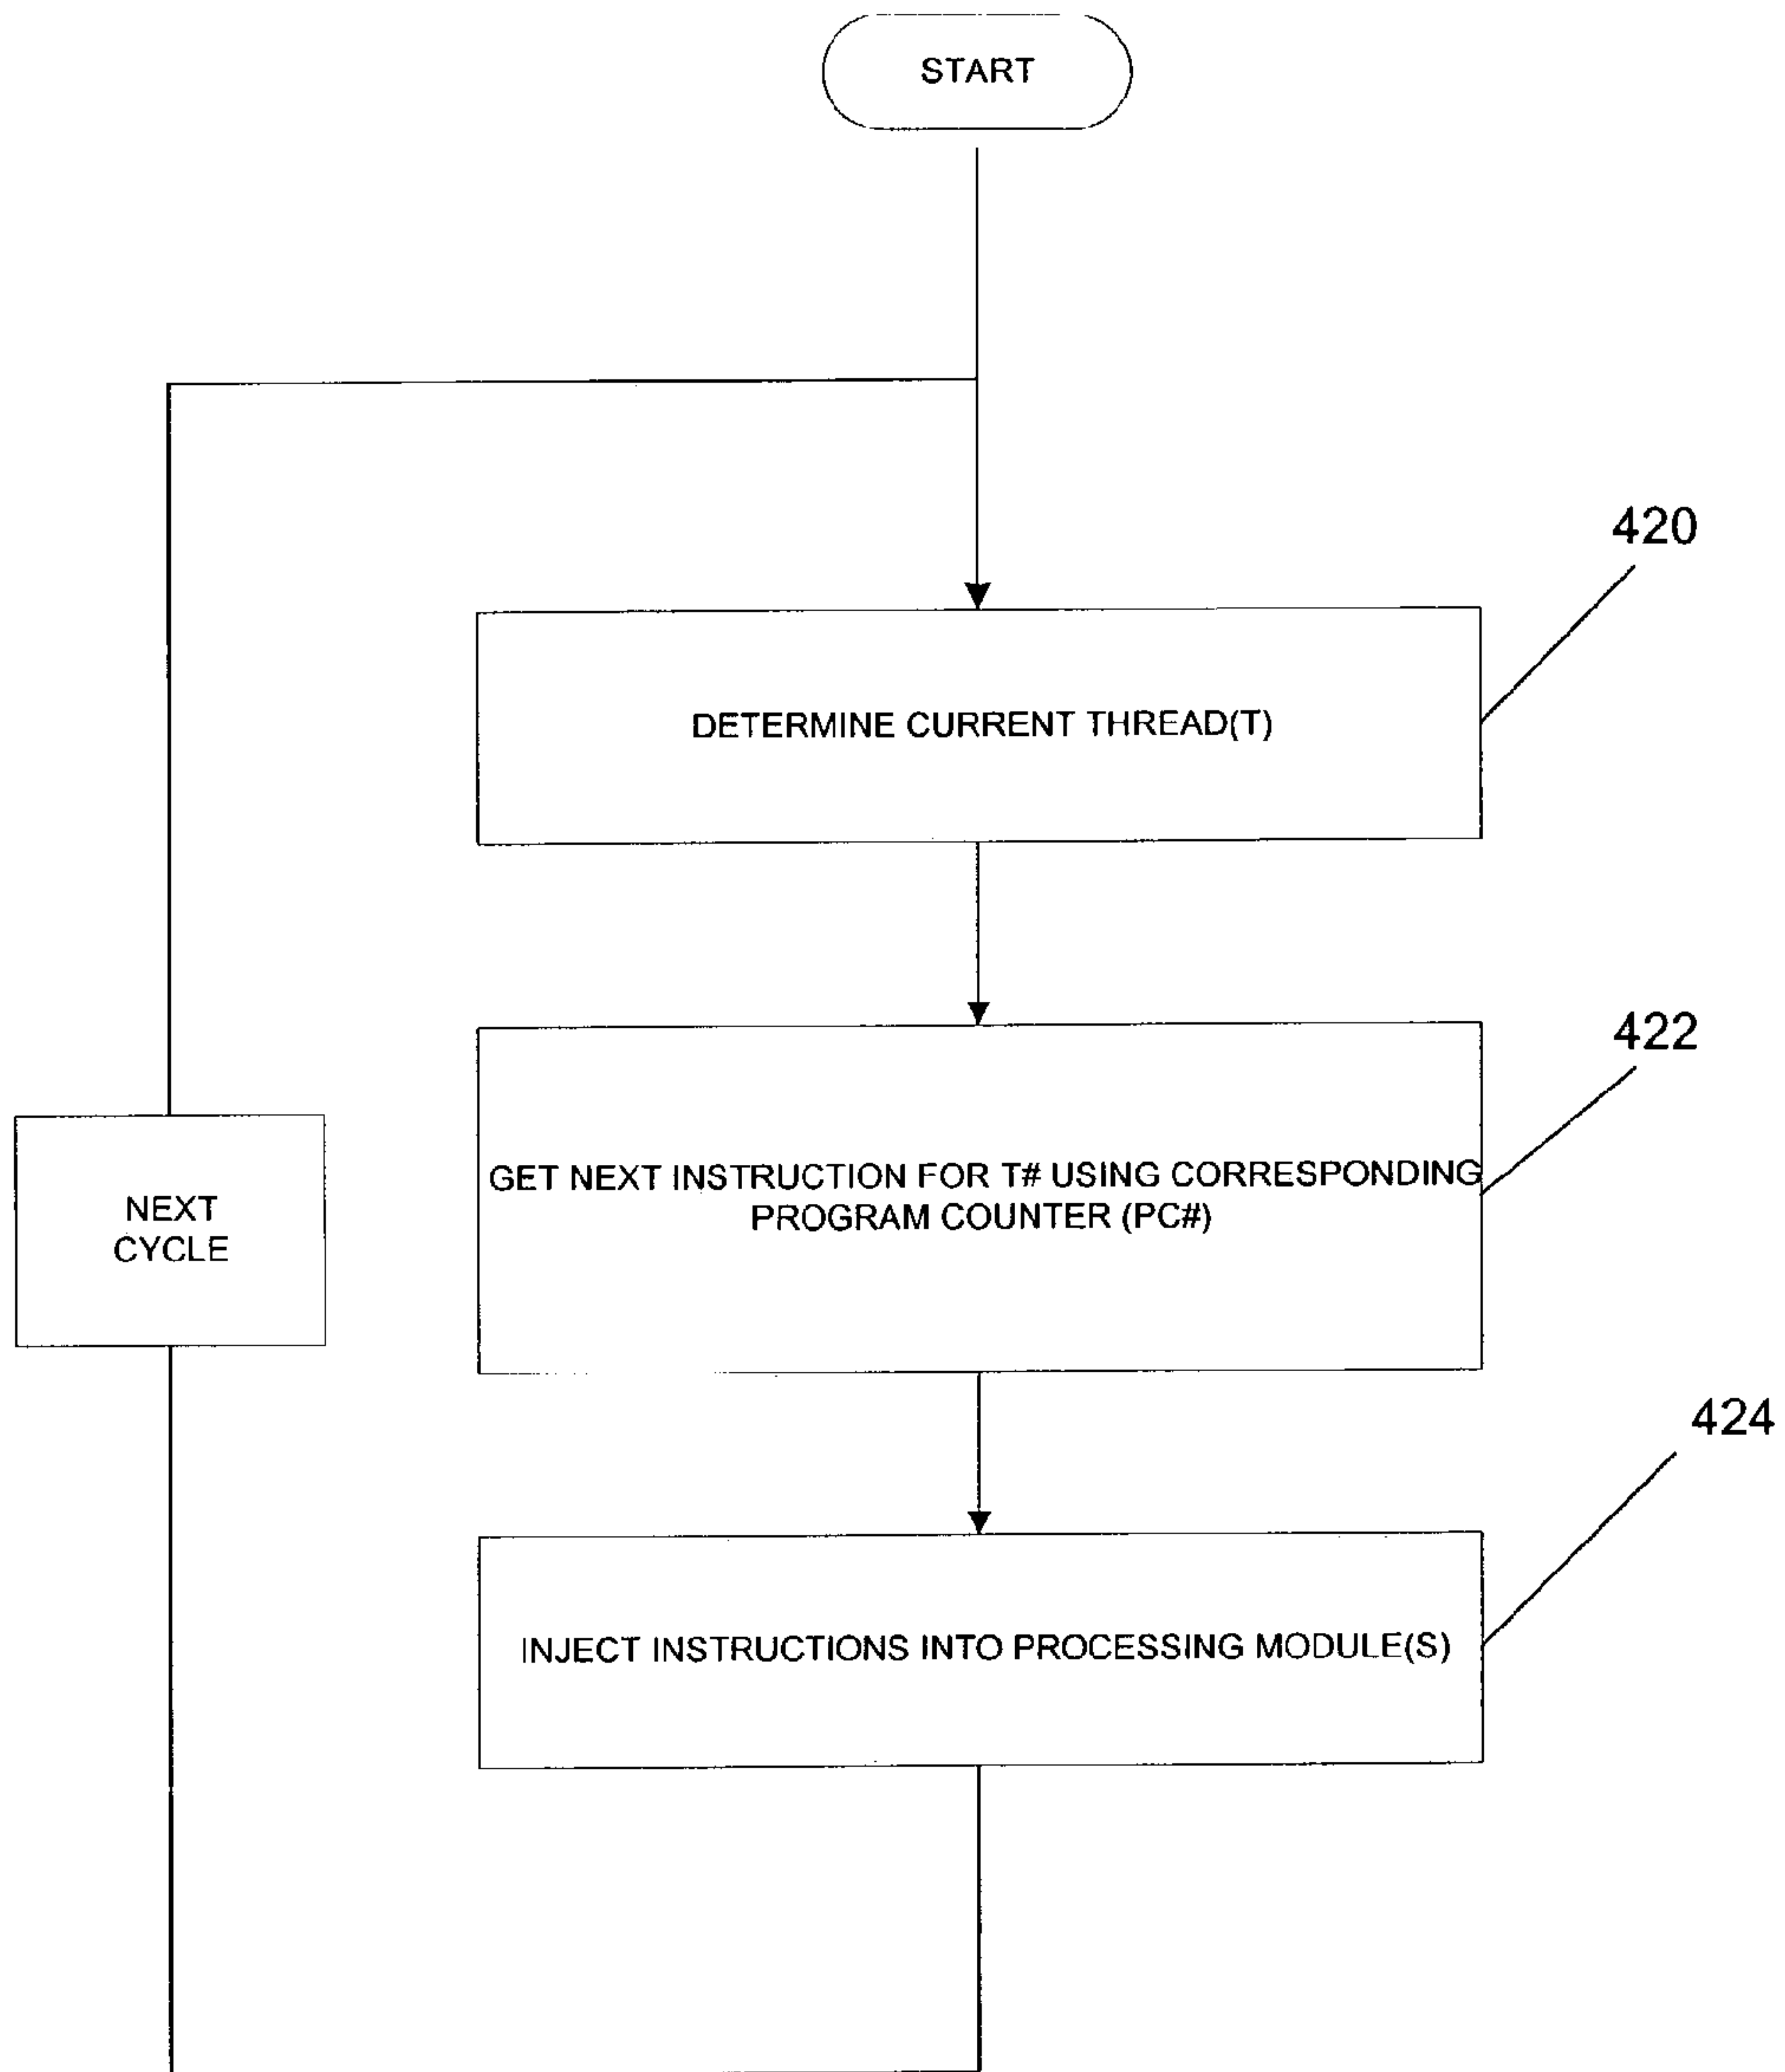 START
420
DETERMINE CURRENT THREAD(T)
422
GET NEXT INSTRUCTION FOR T# USING CORRESPONDING
PROGRAM COUNTER (PC#)
NEXT
CYCLE
424
INJECT INSTRUCTIONS INTO PROCESSING MODULE(S)